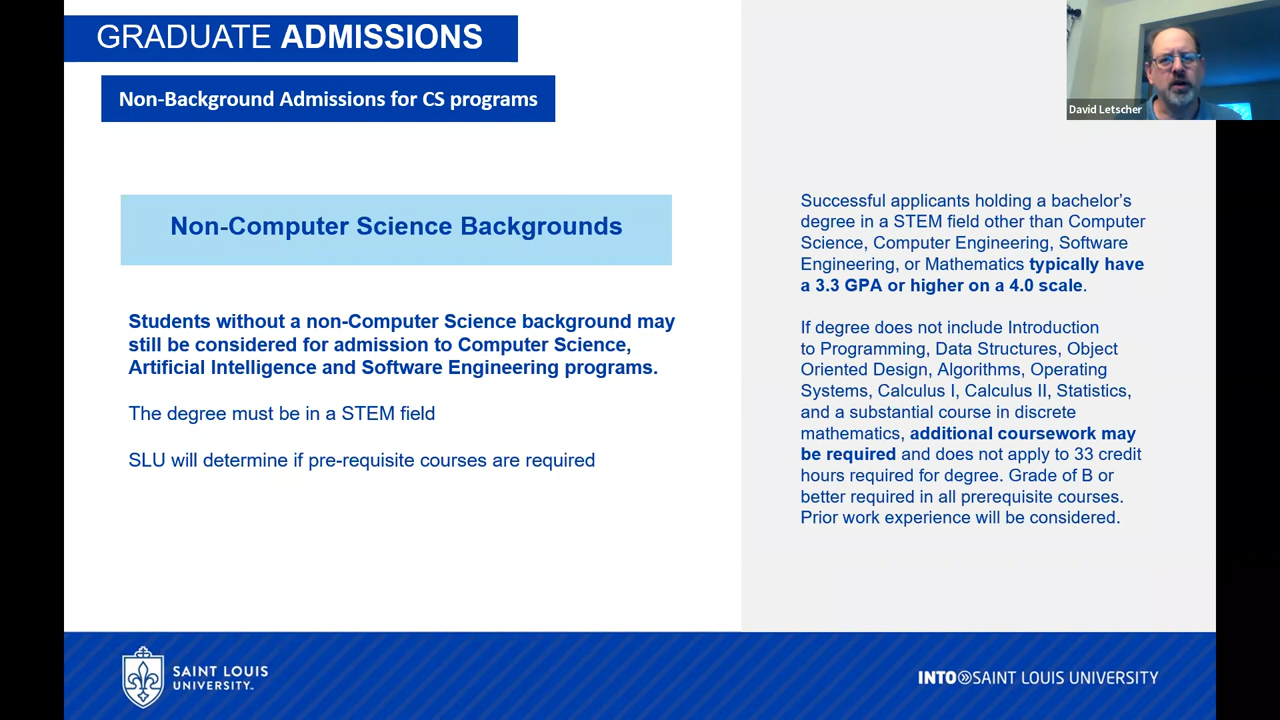 GRADUATE ADMISSIONS
Non-Background Admissions for CS programs
David Letscher
Non-Computer Science Backgrounds
Students without a non-Computer Science background may
still be considered for admission to Computer Science,
Artificial Intelligence and Software Engineering programs.
The degree must be in a STEM field
SLU will determine if pre-requisite courses are required
Successful applicants holding a bachelor’s
degree in a STEM field other than Computer
Science, Computer Engineering, Software
Engineering, or Mathematics typically have
a 3.3 GPA or higher on a 4.0 scale.
If degree does not include Introduction
to Programming, Data Structures, Object
Oriented Design, Algorithms, Operating
Systems, Calculus I, Calculus II, Statistics,
and a substantial course in discrete
mathematics, additional coursework may
be required and does not apply to 33 credit
hours required for degree. Grade of B or
better required in all prerequisite courses.
Prior work experience will be considered.
SAINT LOUIS
UNIVERSITY™
INTO SAINT LOUIS UNIVERSITY